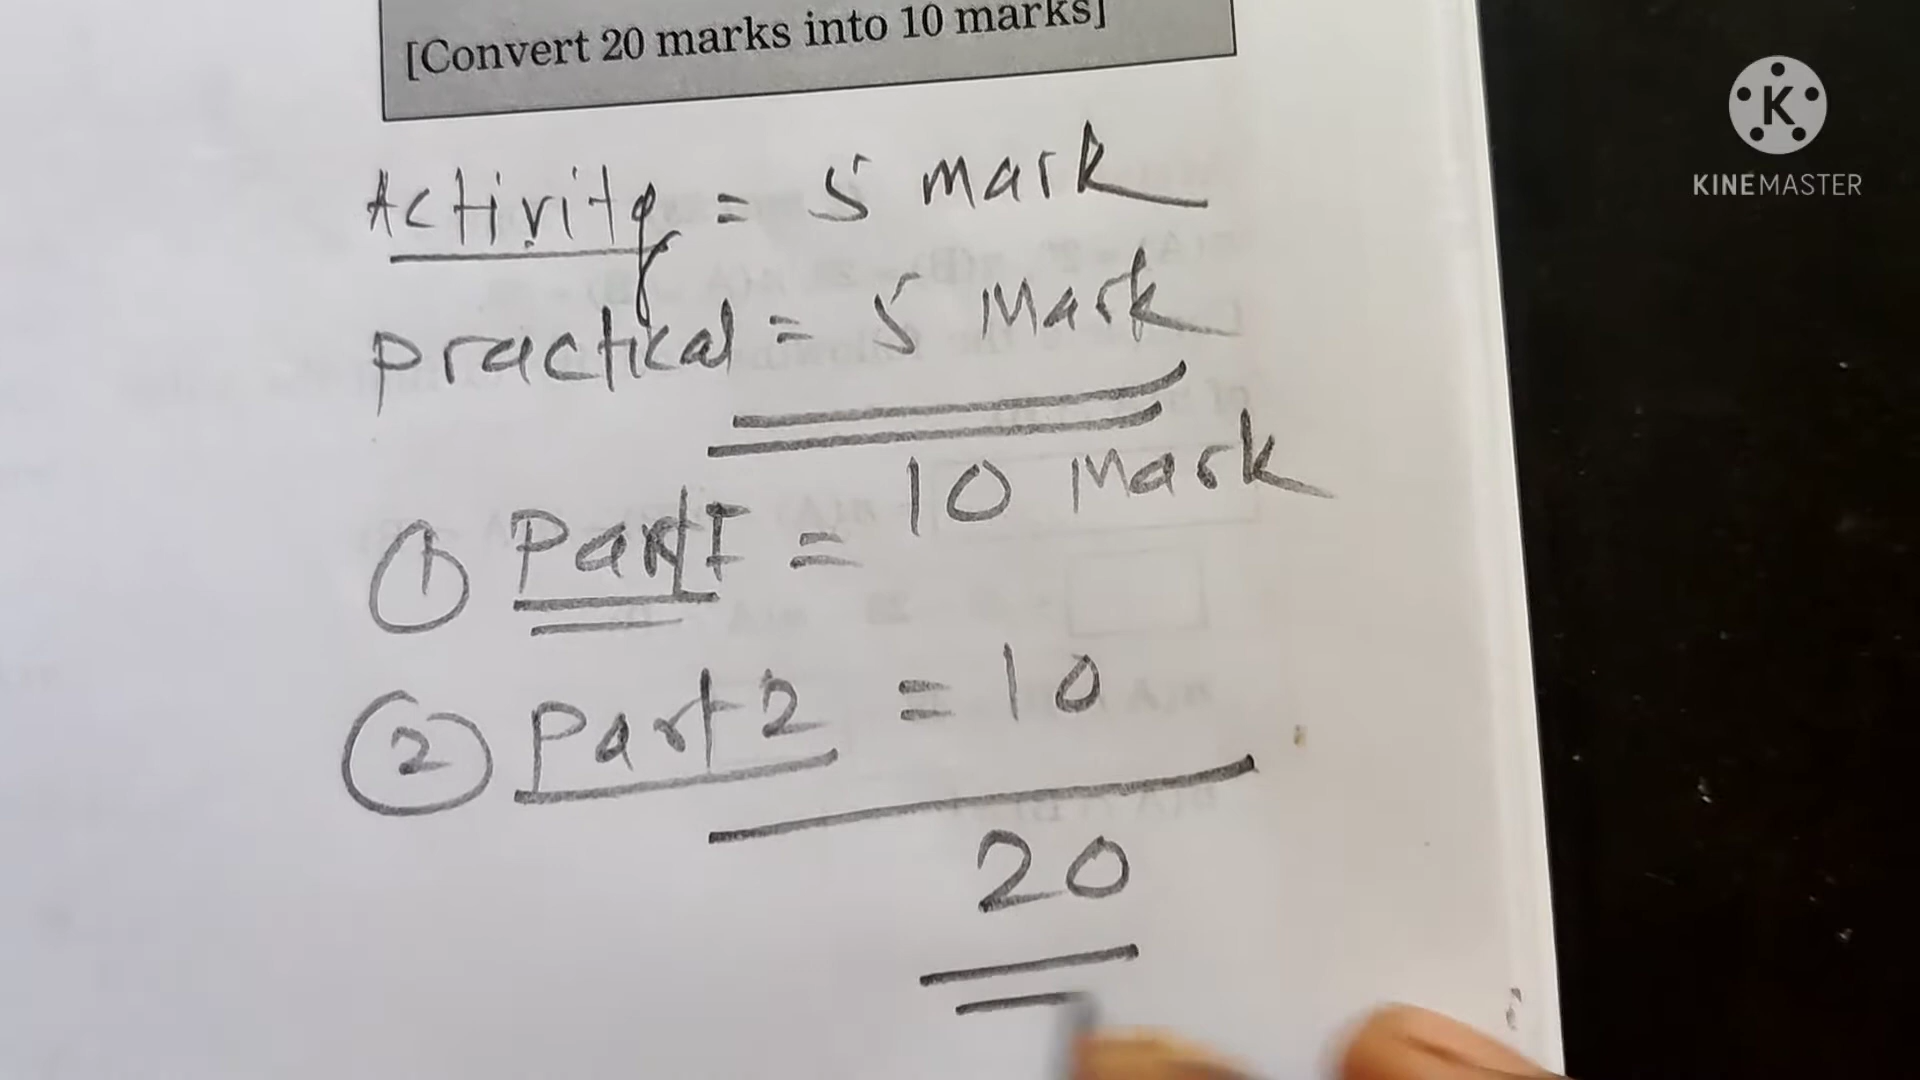 [Convert 20 marks into 10 marks]
K
KINEMASTER
Activity = 5 mark
Practical = 5 Mark
10 Mark
① Part I =
② Part 2 = 10
20